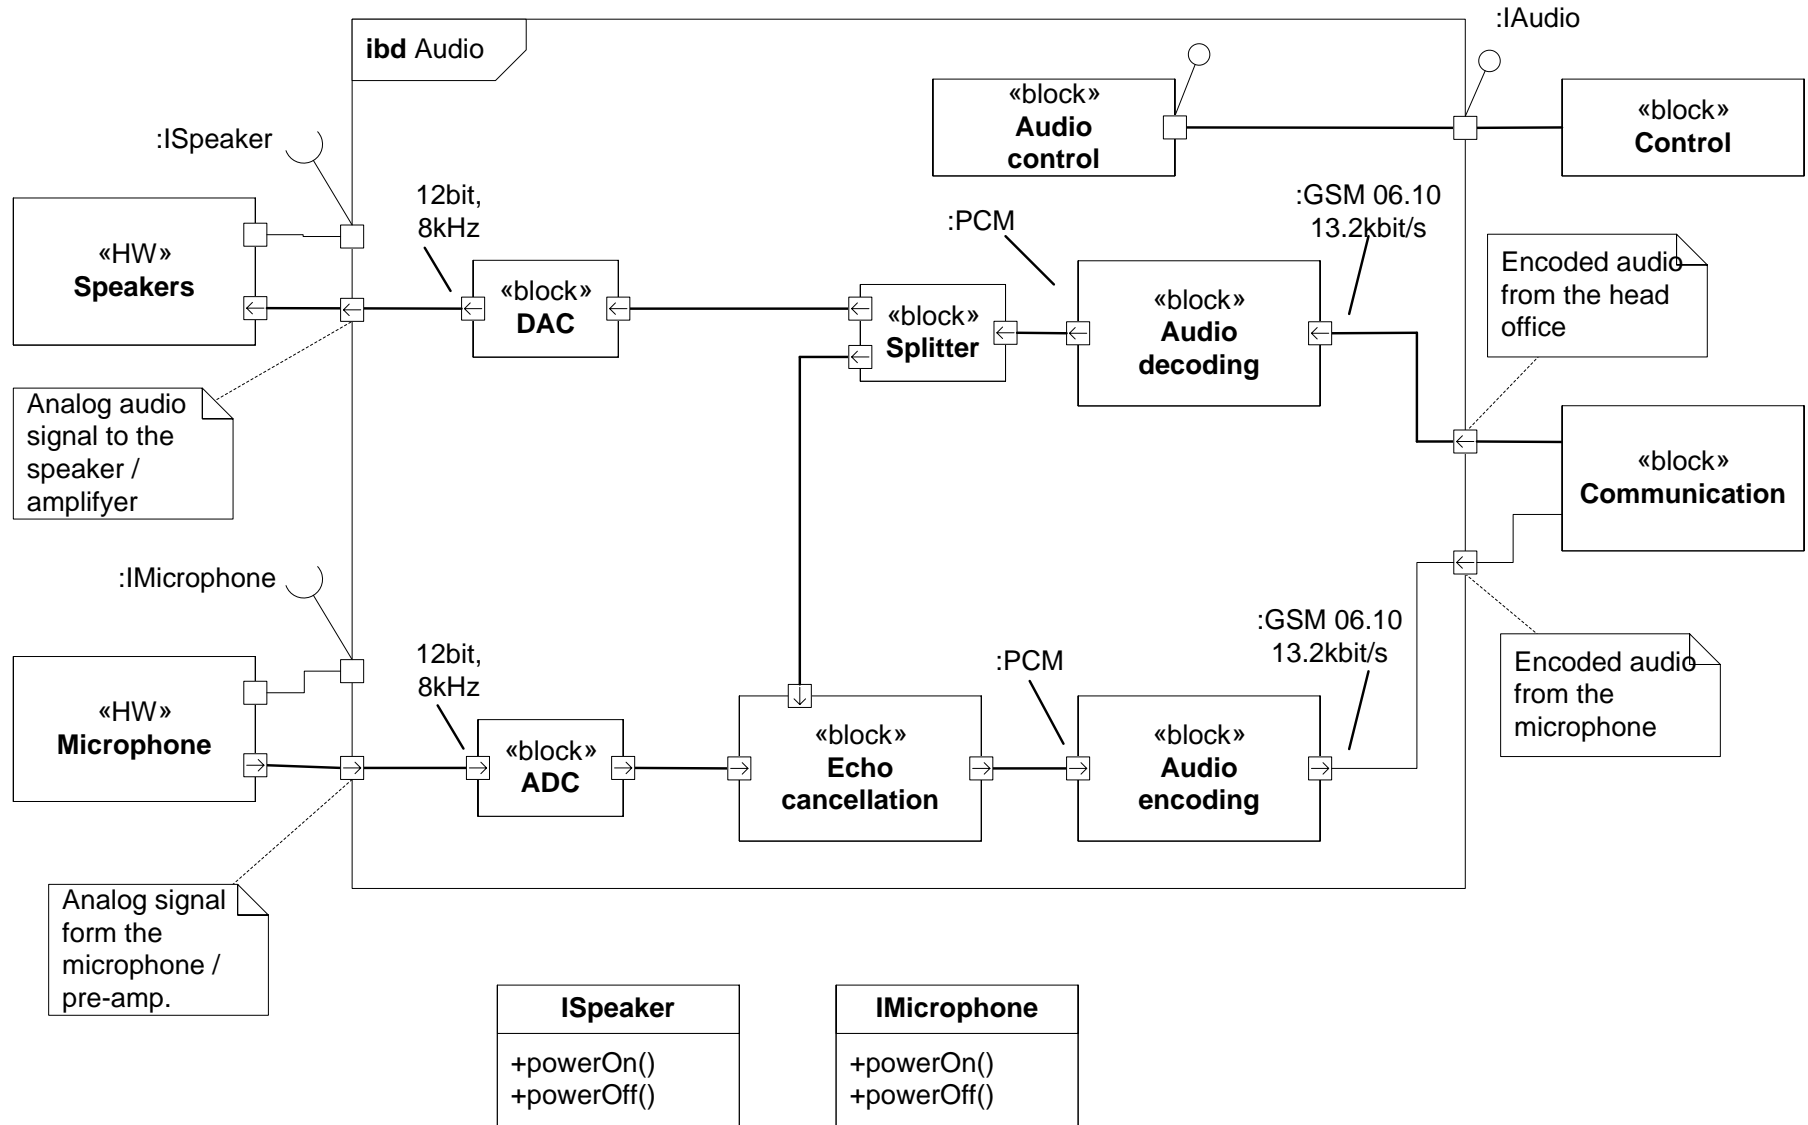 :IAudio
ibd Audio
«block»
Audio
control
«block»
Control
:ISpeaker
12bit,
8kHz
:PCM
:GSM 06.10
13.2kbit/s
«HW»
Speakers
«block»
DAC
«block»
Splitter
«block»
Audio
decoding
Encoded audio
from the head
office
Analog audio
signal to the
speaker /
amplifyer
«block»
Communication
:IMicrophone
12bit,
8kHz
:PCM
:GSM 06.10
13.2kbit/s
Encoded audio
from the
microphone
«HW»
Microphone
«block»
ADC
«block»
Echo
cancellation
«block»
Audio
encoding
Analog signal
form the
microphone /
pre-amp.
ISpeaker
+powerOn()
+powerOff()
IMicrophone
+powerOn()
+powerOff()